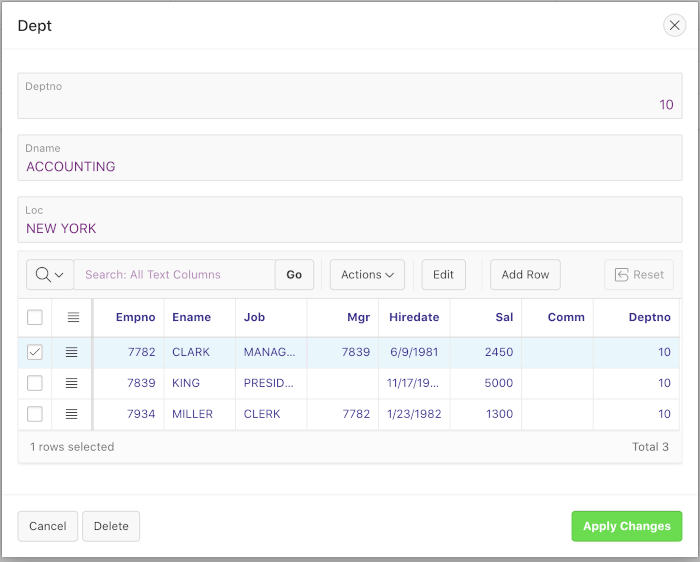 Dept
Deptno
10
Dname
ACCOUNTING
Loc
NEW YORK
Search: All Text Columns Go Actions Edit Add Row Reset
Empno Ename Job Mgr Hiredate Sal Comm Deptno
7782 CLARK MANAG... 7839 6/9/1981 2450 10
7839 KING PRESID... 11/17/19... 5000 10
7934 MILLER CLERK 7782 1/23/1982 1300 10
1 rows selected Total 3
Cancel Delete Apply Changes